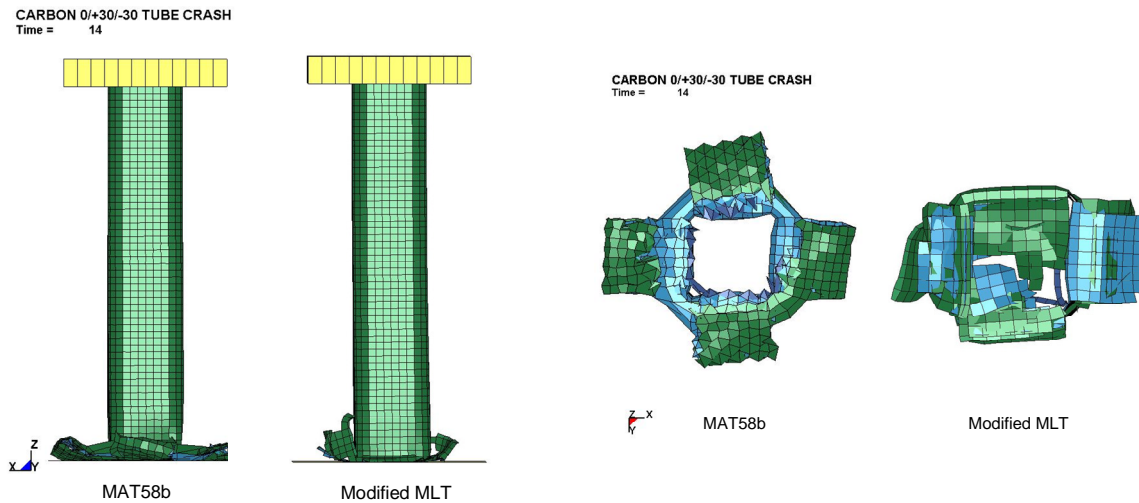 CARBON 0/+30/-30 TUBE CRASH
Time = 14
Z
X Y
MAT58b
Modified MLT
CARBON 0/+30/-30 TUBE CRASH
Time = 14
Z X
Y
MAT58b
Modified MLT